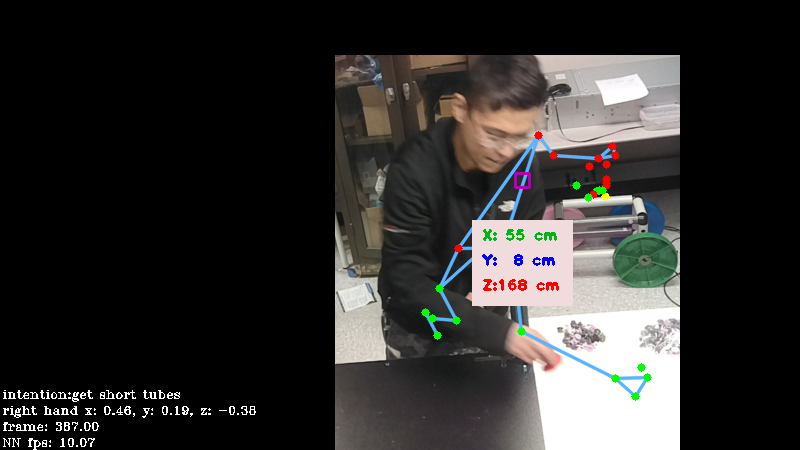 X: 55 cm
Y: 8 cm
Z:168 cm
intention:get short tubes
right hand x: 0.46, y: 0.19, z: -0.38
frame: 387.00
NN fps: 10.07